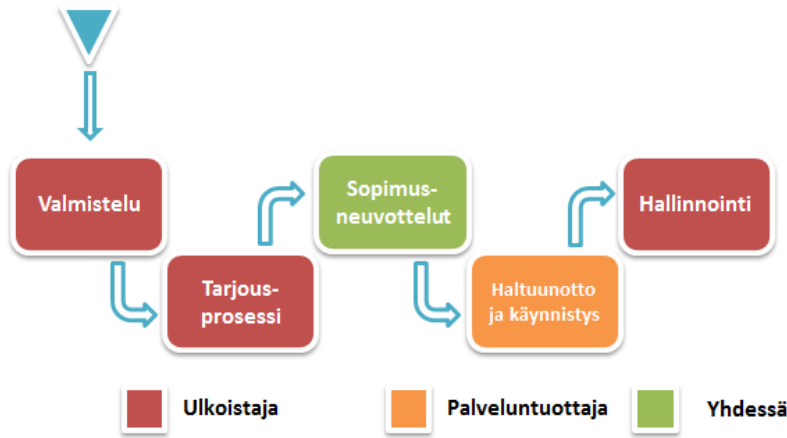 Valmistelu
Tarjous-
prosessi
Sopimus-
neuvottelut
Haltuunotto
ja käynnistys
Hallinnointi
Ulkoistaja
Palveluntuottaja
Yhdessä